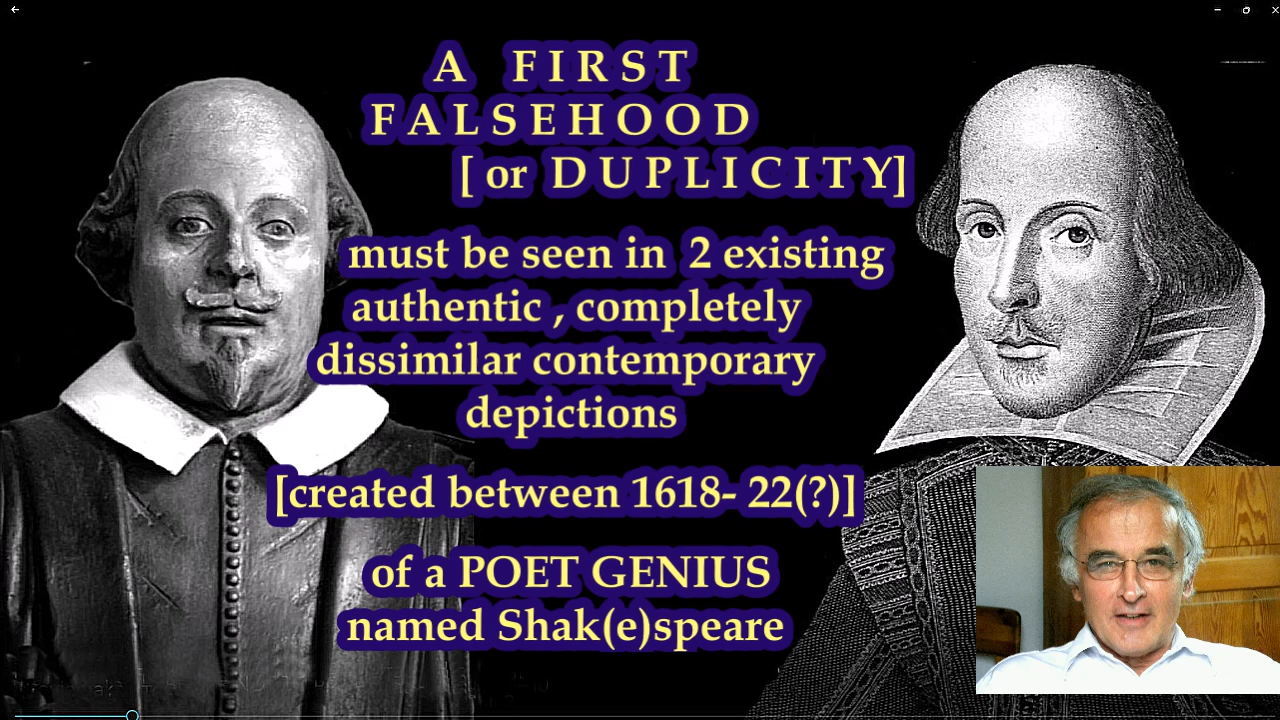 A FIRST
FALSEHOOD
[ or DUPLICITY]
must be seen in 2 existing
authentic , completely
dissimilar contemporary
depictions
[created between 1618- 22(?)]
of a POET GENIUS
named Shak(e)speare